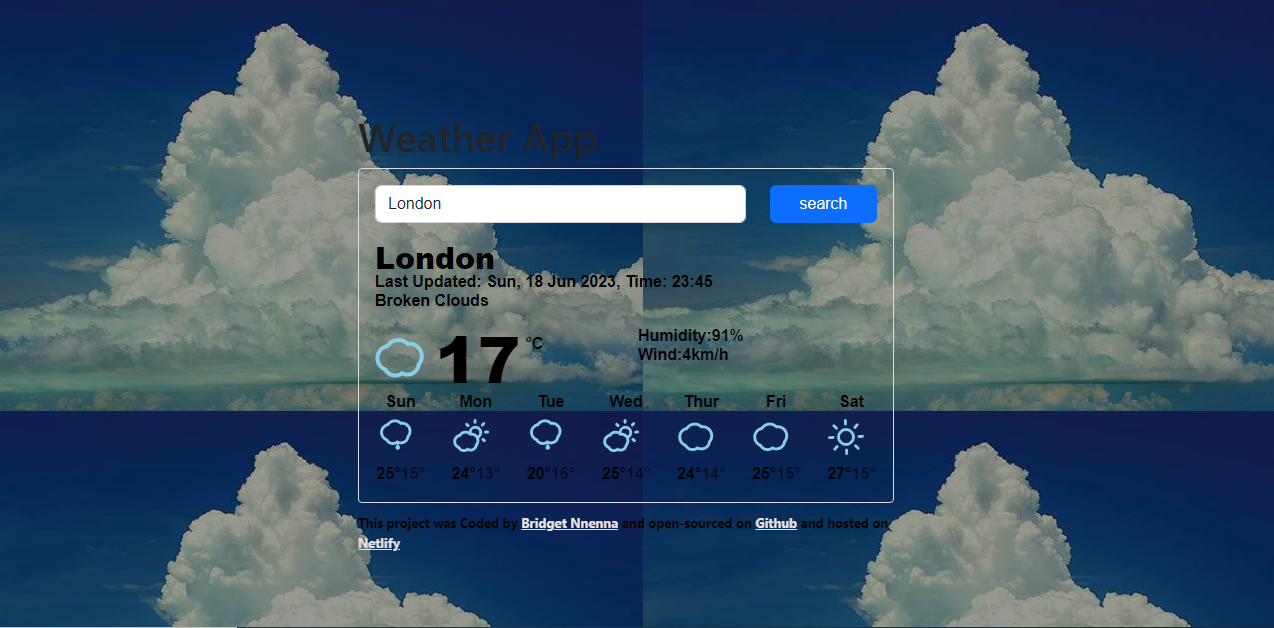 Weather App
London
search
London
Last Updated: Sun, 18 Jun 2023, Time: 23:45
Broken Clouds
17 °C
Humidity:91%
Wind:4km/h
Sun Mon Tue Wed Thur Fri Sat
25°15° 24°13° 20°16° 25°14° 24°14° 25°15° 27°15°
This project was Coded by Bridget Nnenna and open-sourced on Github and hosted on
Netlify